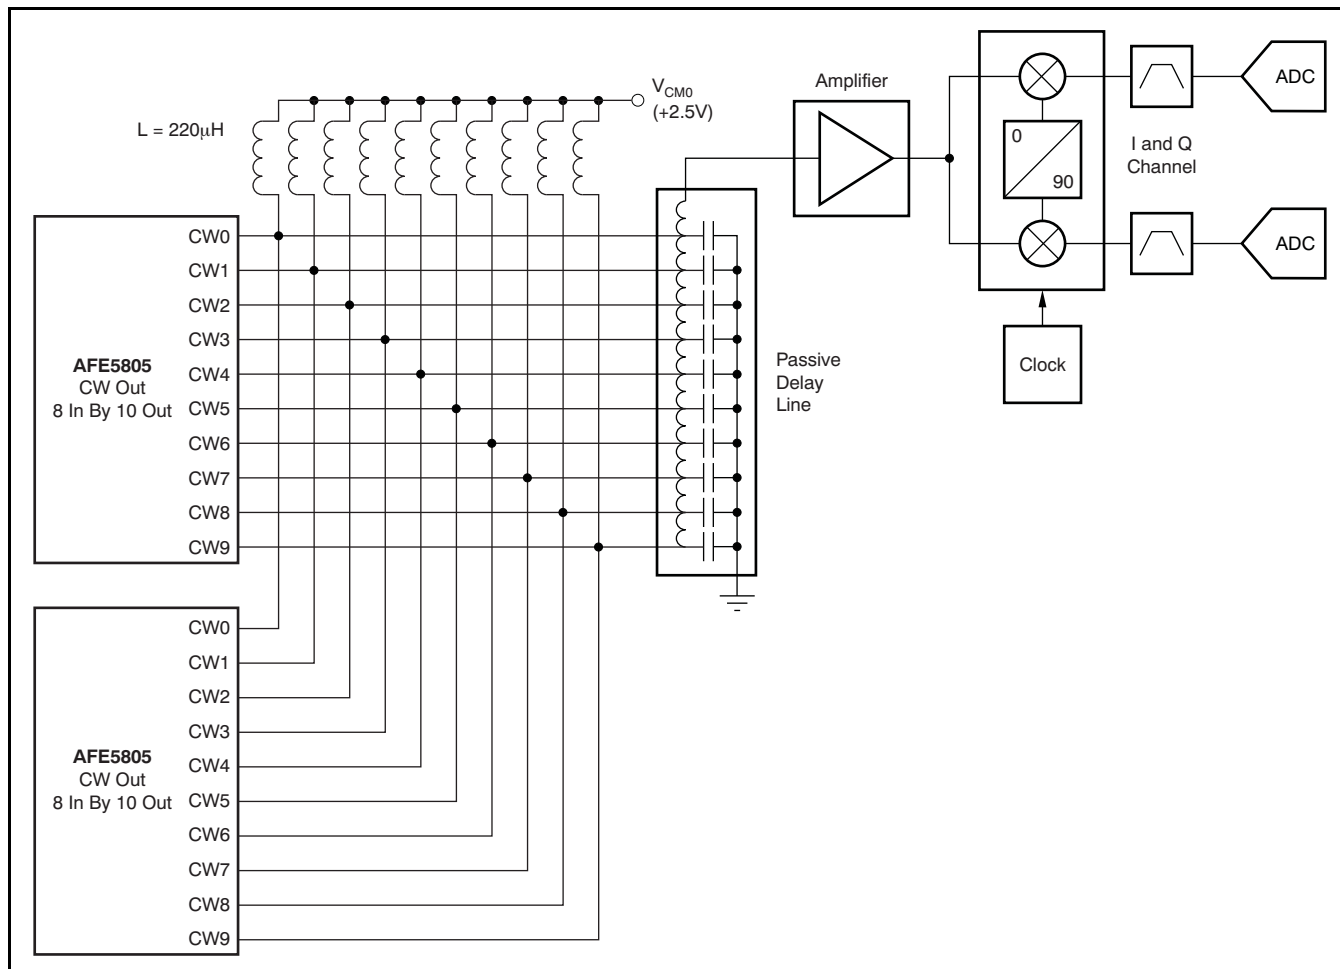 V_CM0
(+2.5V)
L = 220μH
Amplifier
ADC
0
90
I and Q
Channel
ADC
Clock
Passive
Delay
Line
AFE5805
CW Out
8 In By 10 Out
CW0
CW1
CW2
CW3
CW4
CW5
CW6
CW7
CW8
CW9
AFE5805
CW Out
8 In By 10 Out
CW0
CW1
CW2
CW3
CW4
CW5
CW6
CW7
CW8
CW9